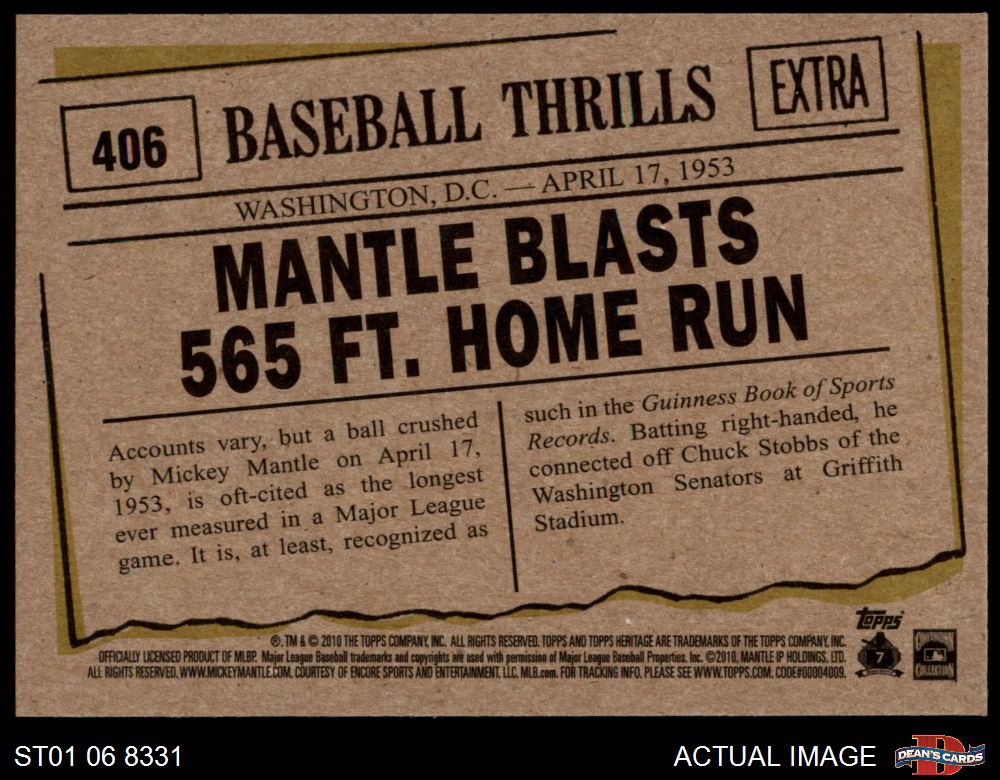 406
BASEBALL THRILLS
EXTRA
WASHINGTON, D.C. — APRIL 17, 1953
MANTLE BLASTS
565 FT. HOME RUN
Accounts vary, but a ball crushed
by Mickey Mantle on April 17,
1953, is oft-cited as the longest
ever measured in a Major League
game. It is, at least, recognized as
such in the Guinness Book of Sports
Records. Batting right-handed, he
connected off Chuck Stobbs of the
Washington Senators at Griffith
Stadium.
Topps
®, TM & © 2010 THE TOPPS COMPANY, INC. ALL RIGHTS RESERVED. TOPPS AND TOPPS HERITAGE ARE TRADEMARKS OF THE TOPPS COMPANY, INC.
OFFICIALLY LICENSED PRODUCT OF MLBP. Major League Baseball trademarks and copyrights are used with permission of Major League Baseball Properties, Inc. ©2010, MANTLE IP HOLDINGS, LTD.
ALL RIGHTS RESERVED. WWW.MICKEYMANTLE.COM. COURTESY OF ENCORE SPORTS AND ENTERTAINMENT, LLC. MLB.com. FOR TRACKING INFO, PLEASE SEE WWW.TOPPS.COM. CODE#00004009.
7
COLLECTION
ST01 06 8331
ACTUAL IMAGE
D
DEAN'S CARDS